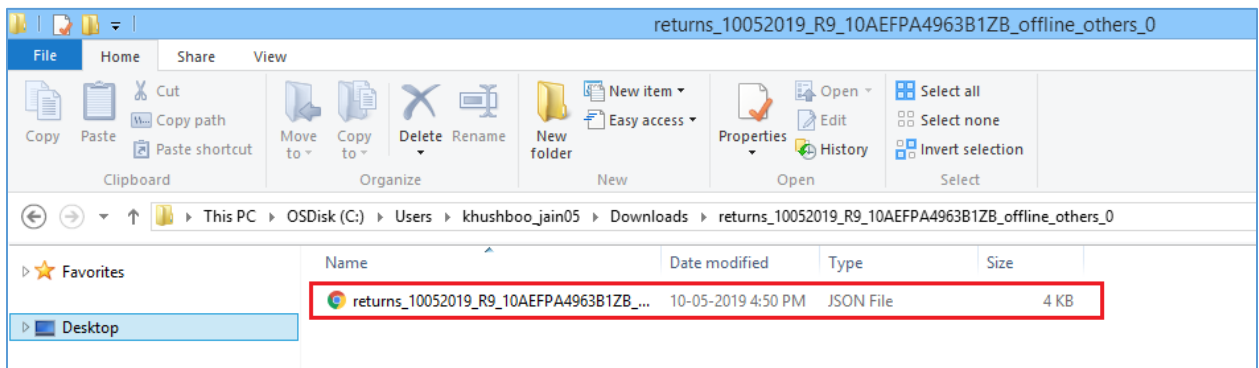 returns_10052019_R9_10AEFPA4963B1ZB_offline_others_0
File Home Share View
Copy
Paste
Cut
Copy path
Paste shortcut
Clipboard
Move to
Copy to
Delete
Rename
Organize
New folder
New item
Easy access
New
Properties
Open
Edit
History
Open
Select all
Select none
Invert selection
Select
This PC OSDisk (C:) Users khushboo_jain05 Downloads returns_10052019_R9_10AEFPA4963B1ZB_offline_others_0
Favorites
Desktop
Name Date modified Type Size
returns_10052019_R9_10AEFPA4963B1ZB_... 10-05-2019 4:50 PM JSON File 4 KB